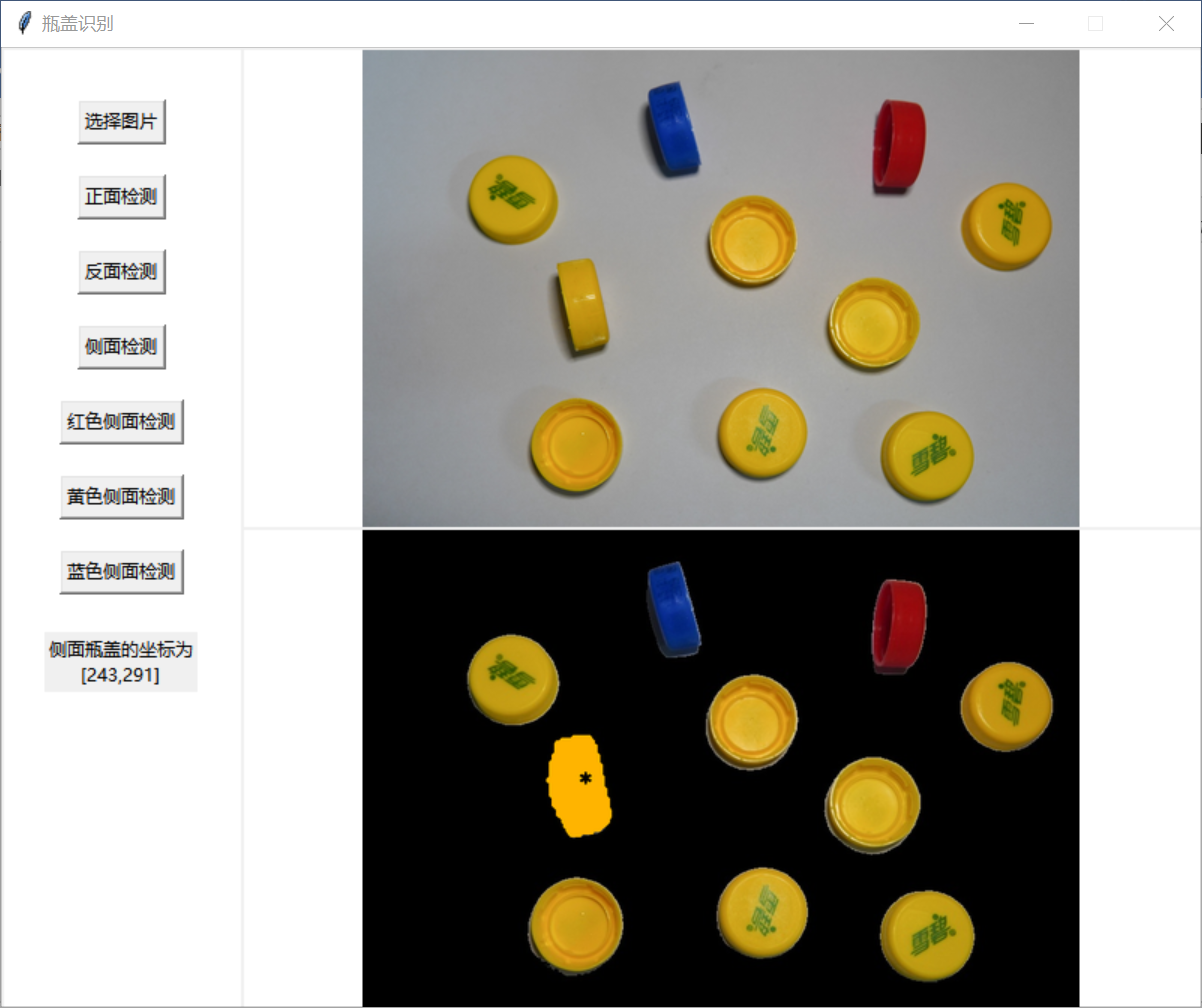 瓶盖识别
选择图片
正面检测
反面检测
侧面检测
红色侧面检测
黄色侧面检测
蓝色侧面检测
侧面瓶盖的坐标为
[243,291]